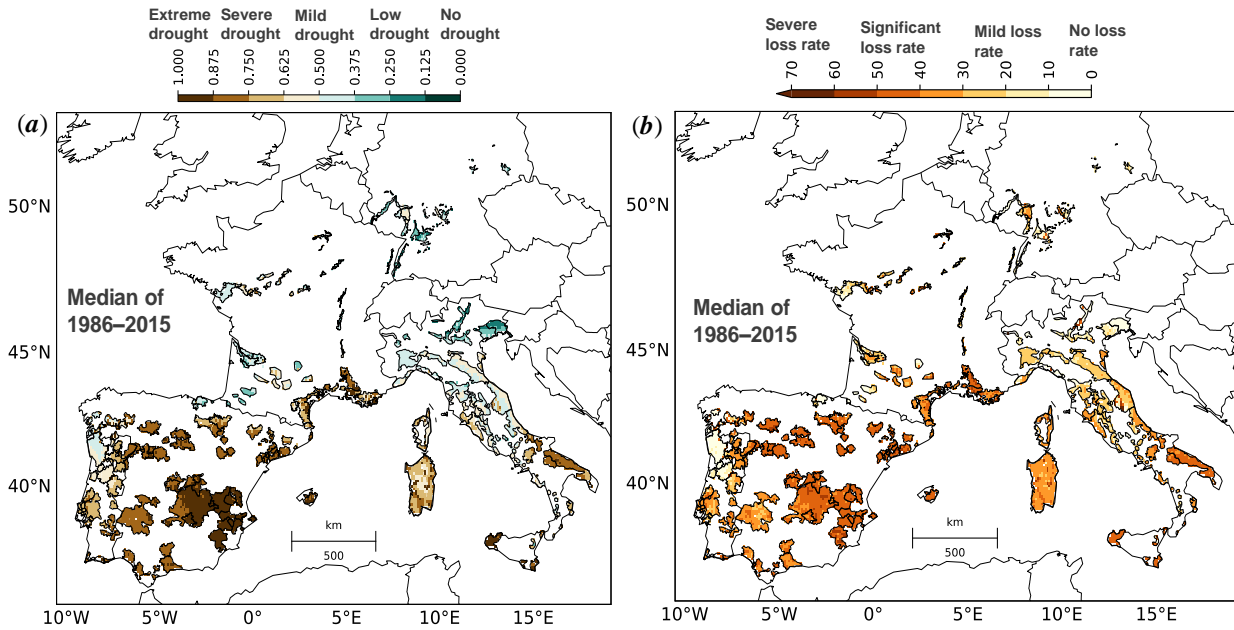 Extreme drought
Severe drought
Mild drought
Low drought
No drought
1.000
0.875
0.750
0.625
0.500
0.375
0.250
0.125
0.000
(a)
50°N
45°N
40°N
Median of
1986–2015
km
500
10°W
5°W
0°
5°E
10°E
15°E
Severe loss rate
Significant loss rate
Mild loss rate
No loss rate
70
60
50
40
30
20
10
0
(b)
50°N
45°N
40°N
Median of
1986–2015
km
500
10°W
5°W
0°
5°E
10°E
15°E